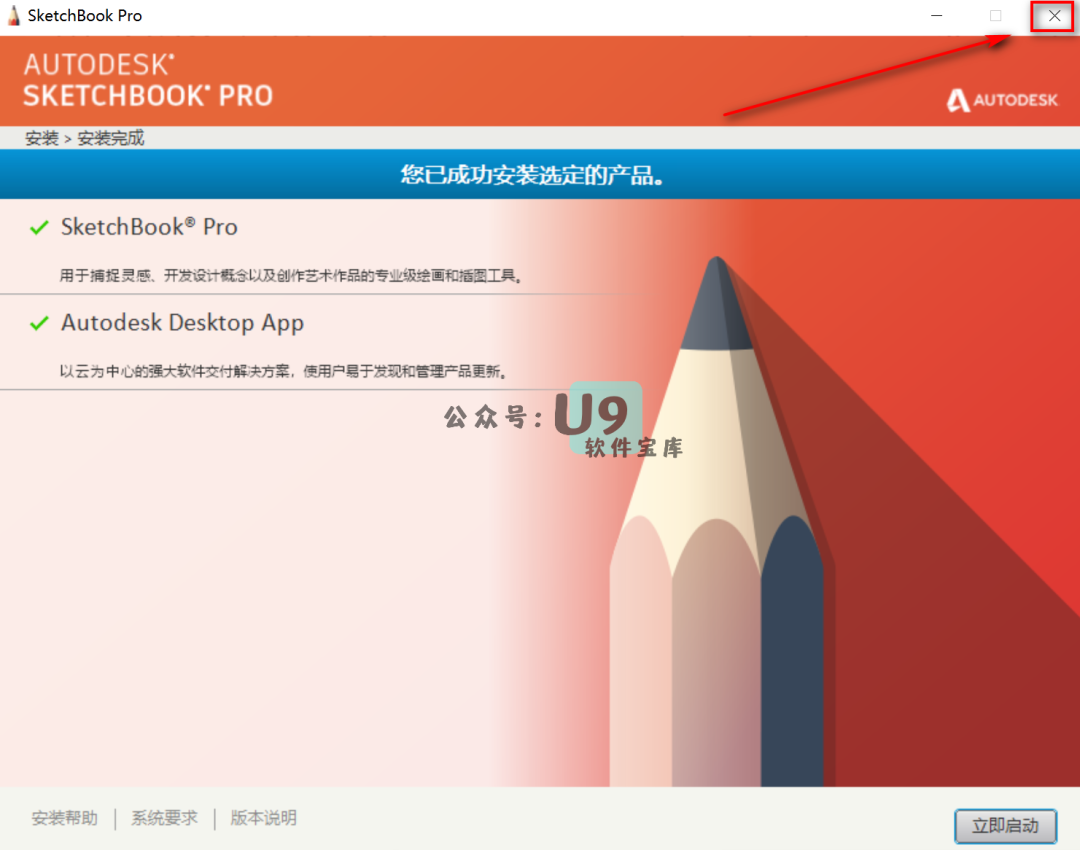 SketchBook Pro
AUTODESK®
SKETCHBOOK® PRO
AUTODESK
安装 > 安装完成
您已成功安装选定的产品。
SketchBook® Pro
用于捕捉灵感、开发设计概念以及创作艺术作品的专业级绘画和插图工具。
Autodesk Desktop App
以云为中心的强大软件交付解决方案，使用户易于发现和管理产品更新。
公众号: U9
软件宝库
安装帮助 | 系统要求 | 版本说明
立即启动